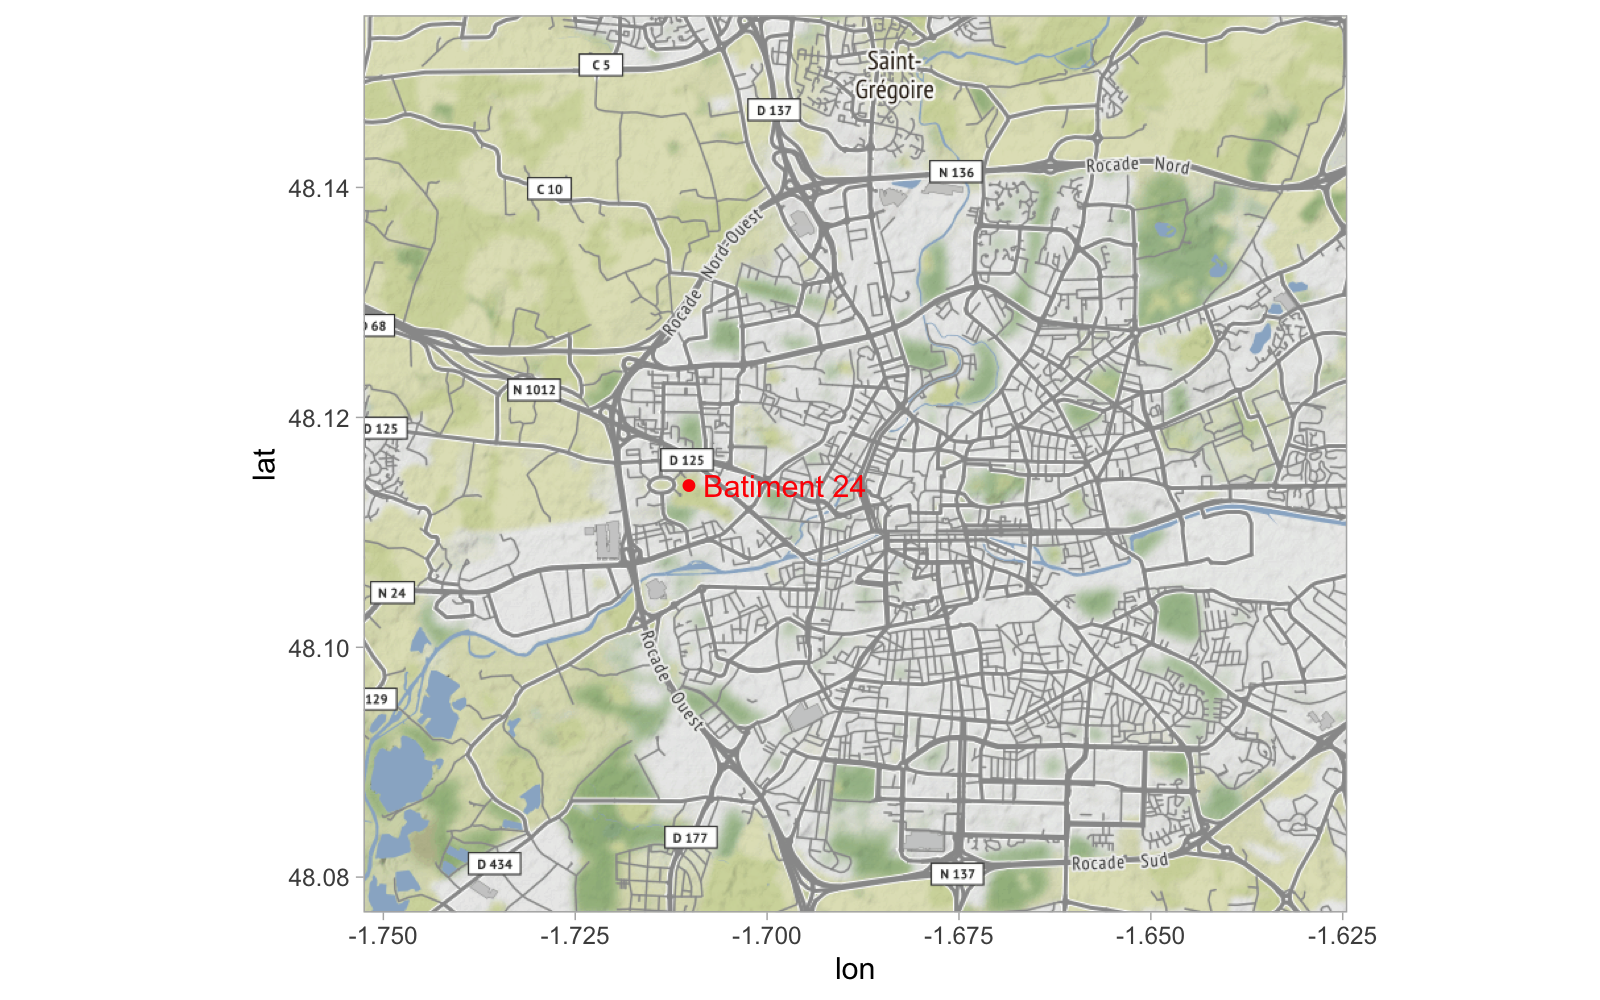 Saint-
Grégoire
C 5
D 137
N 136
Rocade Nord
48.14
C 10
Rocade Nord-Ouest
D 68
N 1012
48.12
D 125
D 125
lat
Batiment 24
N 24
48.10
Rocade Ouest
129
D 177
D 434
Rocade Sud
N 137
48.08
-1.750
-1.725
-1.700
-1.675
-1.650
-1.625
lon